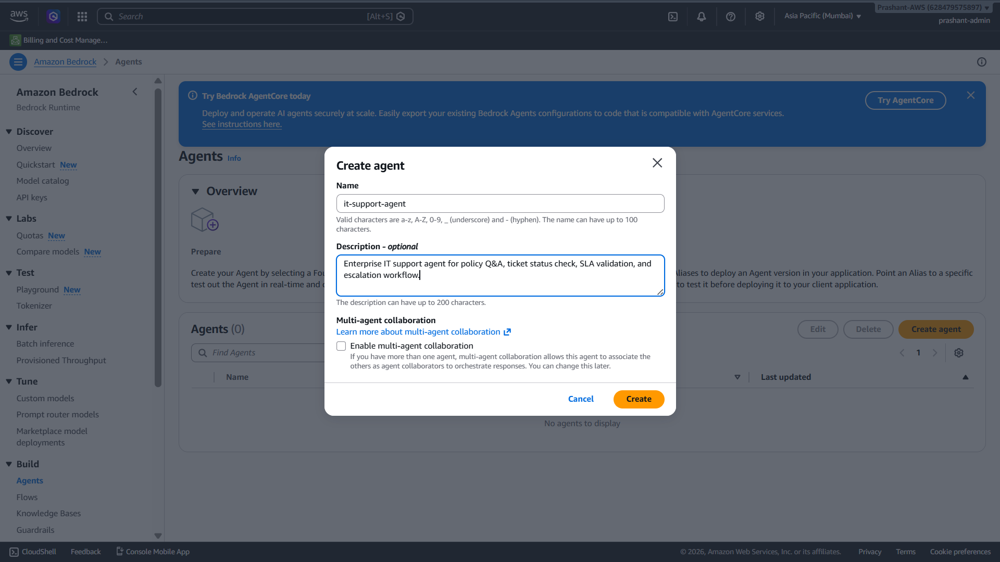 aws
Search
[Alt+S]
Asia Pacific (Mumbai)
Prashant-AWS (628479575897)
prashant-admin
Billing and Cost Manage...
Amazon Bedrock
Agents
Amazon Bedrock
Bedrock Runtime
Discover
Overview
Quickstart New
Model catalog
API keys
Labs
Quotas New
Compare models New
Test
Playground New
Tokenizer
Infer
Batch inference
Provisioned Throughput
Tune
Custom models
Prompt router models
Marketplace model
deployments
Build
Agents
Flows
Knowledge Bases
Guardrails
Try Bedrock AgentCore today
Deploy and operate AI agents securely at scale. Easily export your existing Bedrock Agents configurations to code that is compatible with AgentCore services.
See instructions here.
Try AgentCore
Agents Info
Overview
Prepare
Create your Agent by selecting a Fou
test out the Agent in real-time and
Aliases to deploy an Agent version in your application. Point an Alias to a specific
to test it before deploying it to your client application.
Agents (0)
Edit
Delete
Create agent
Find Agents
1
Name
Last updated
No agents to display
Create agent
Name
it-support-agent
Valid characters are a-z, A-Z, 0-9, _ (underscore) and - (hyphen). The name can have up to 100
characters.
Description - optional
Enterprise IT support agent for policy Q&A, ticket status check, SLA validation, and
escalation workflow.
The description can have up to 200 characters.
Multi-agent collaboration
Learn more about multi-agent collaboration
Enable multi-agent collaboration
If you have more than one agent, multi-agent collaboration allows this agent to associate the
others as agent collaborators to orchestrate responses. You can change this later.
Cancel
Create
CloudShell
Feedback
Console Mobile App
© 2026, Amazon Web Services, Inc. or its affiliates.
Privacy
Terms
Cookie preferences